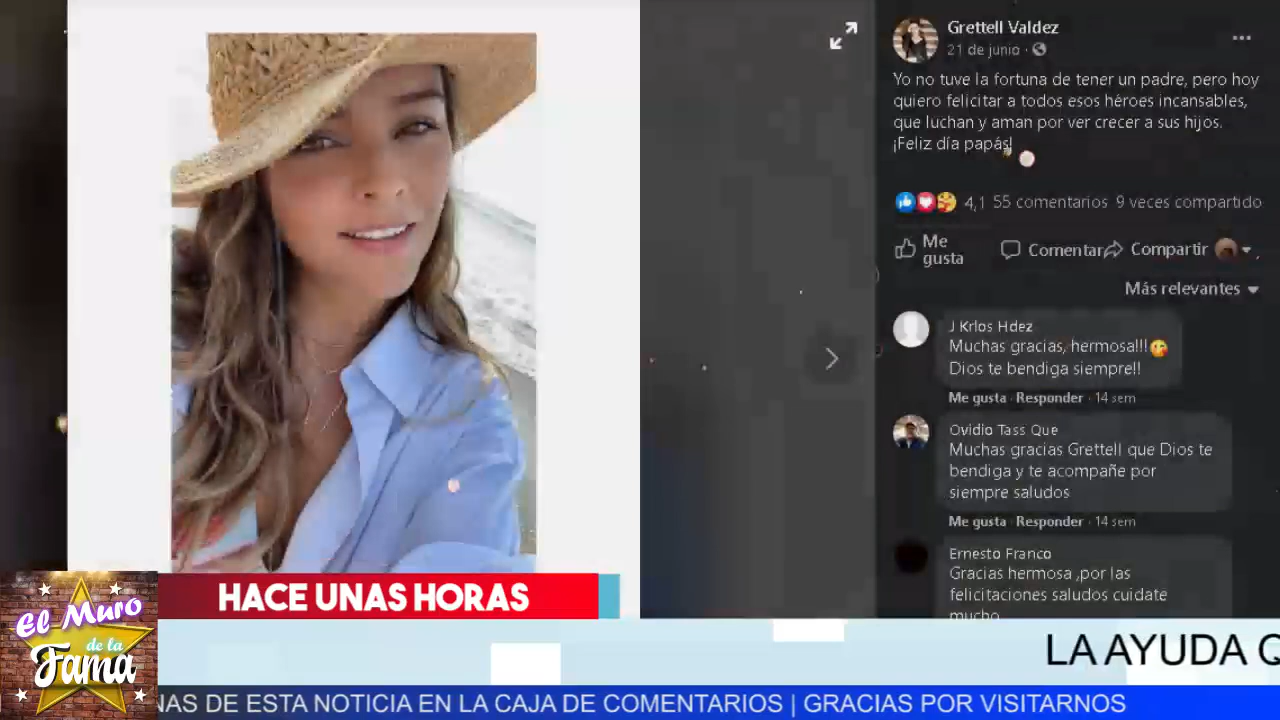 Grettell Valdez
21 de junio ·
Yo no tuve la fortuna de tener un padre, pero hoy
quiero felicitar a todos esos héroes incansables,
que luchan y aman por ver crecer a sus hijos.
¡Feliz día papás!
4,1 55 comentarios 9 veces compartido
Me gusta
Comentar
Compartir
Más relevantes
J Krlos Hdez
Muchas gracias, hermosa!!!
Dios te bendiga siempre!!
Me gusta · Responder · 14 sem
Ovidio Tass Que
Muchas gracias Grettell que Dios te
bendiga y te acompañe por
siempre saludos
Me gusta · Responder · 14 sem
Ernesto Franco
Gracias hermosa ,por las
felicitaciones saludos cuidate
mucho
HACE UNAS HORAS
El Muro
de la
Fama
LA AYUDA Q
NAS DE ESTA NOTICIA EN LA CAJA DE COMENTARIOS | GRACIAS POR VISITARNOS